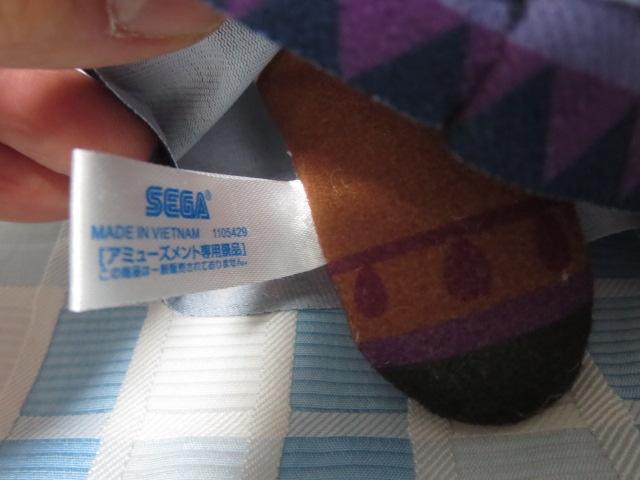 SEGA®
MADE IN VIETNAM 1105429
[アミューズメント専用景品]
この景品は一般販売されておりません。